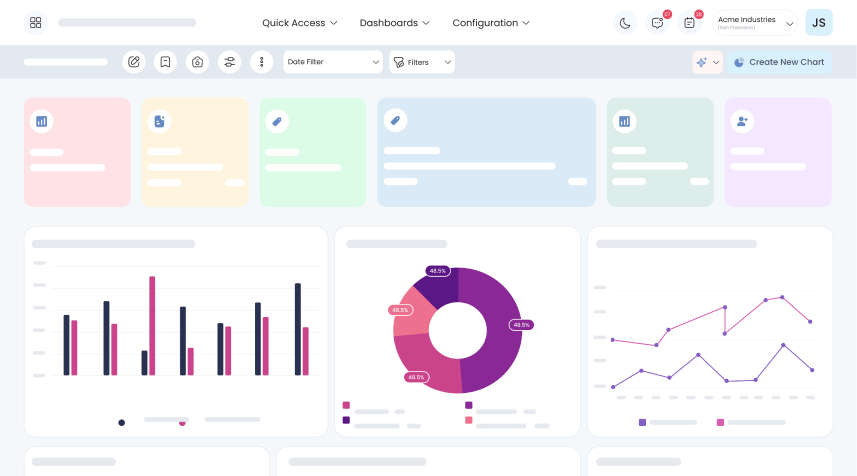 Quick Access
Dashboards
Configuration
Acme Industries
(San Francisco)
JS
Date Filter
Filters
Create New Chart
48.5%
48.5%
48.5%
48.5%